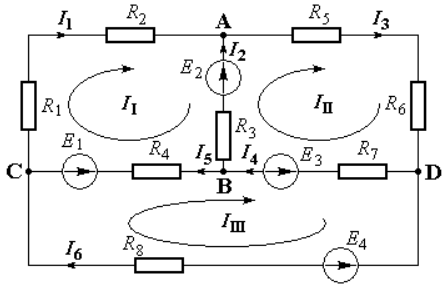 I1 R2 A R5 I3
I2
E2
R1 II III R6
R3
E1 R4 I5 I4 E3 R7
C B D
IIII
I6 R8 E4